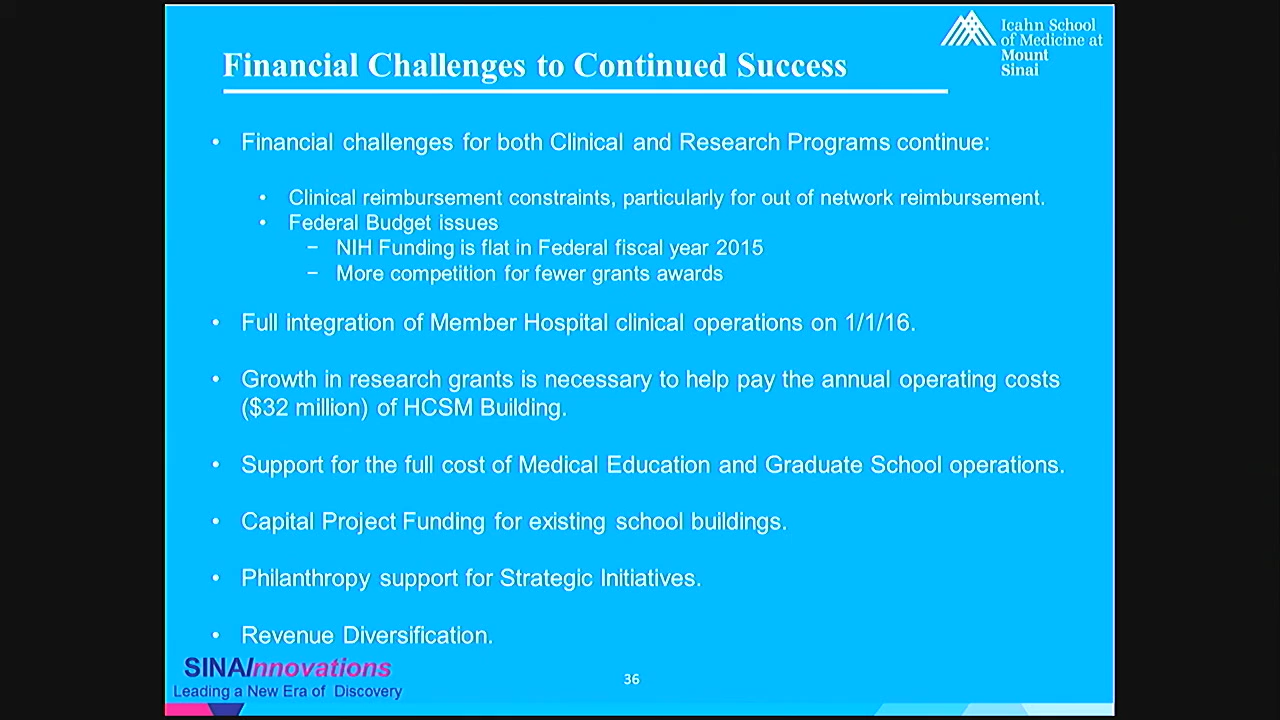 Icahn School
of Medicine at
Mount
Sinai
Financial Challenges to Continued Success
• Financial challenges for both Clinical and Research Programs continue:
• Clinical reimbursement constraints, particularly for out of network reimbursement.
• Federal Budget issues
− NIH Funding is flat in Federal fiscal year 2015
− More competition for fewer grants awards
• Full integration of Member Hospital clinical operations on 1/1/16.
• Growth in research grants is necessary to help pay the annual operating costs
($32 million) of HCSM Building.
• Support for the full cost of Medical Education and Graduate School operations.
• Capital Project Funding for existing school buildings.
• Philanthropy support for Strategic Initiatives.
• Revenue Diversification.
SINAInnovations
Leading a New Era of Discovery
36